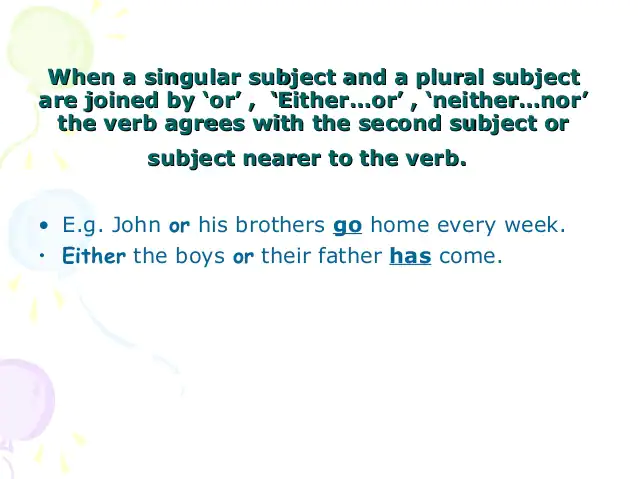 When a singular subject and a plural subject
are joined by ‘or’ ,  ‘Either…or’ , ‘neither…nor’
the verb agrees with the second subject or
subject nearer to the verb.
• E.g. John or his brothers go home every week.
• Either the boys or their father has come.